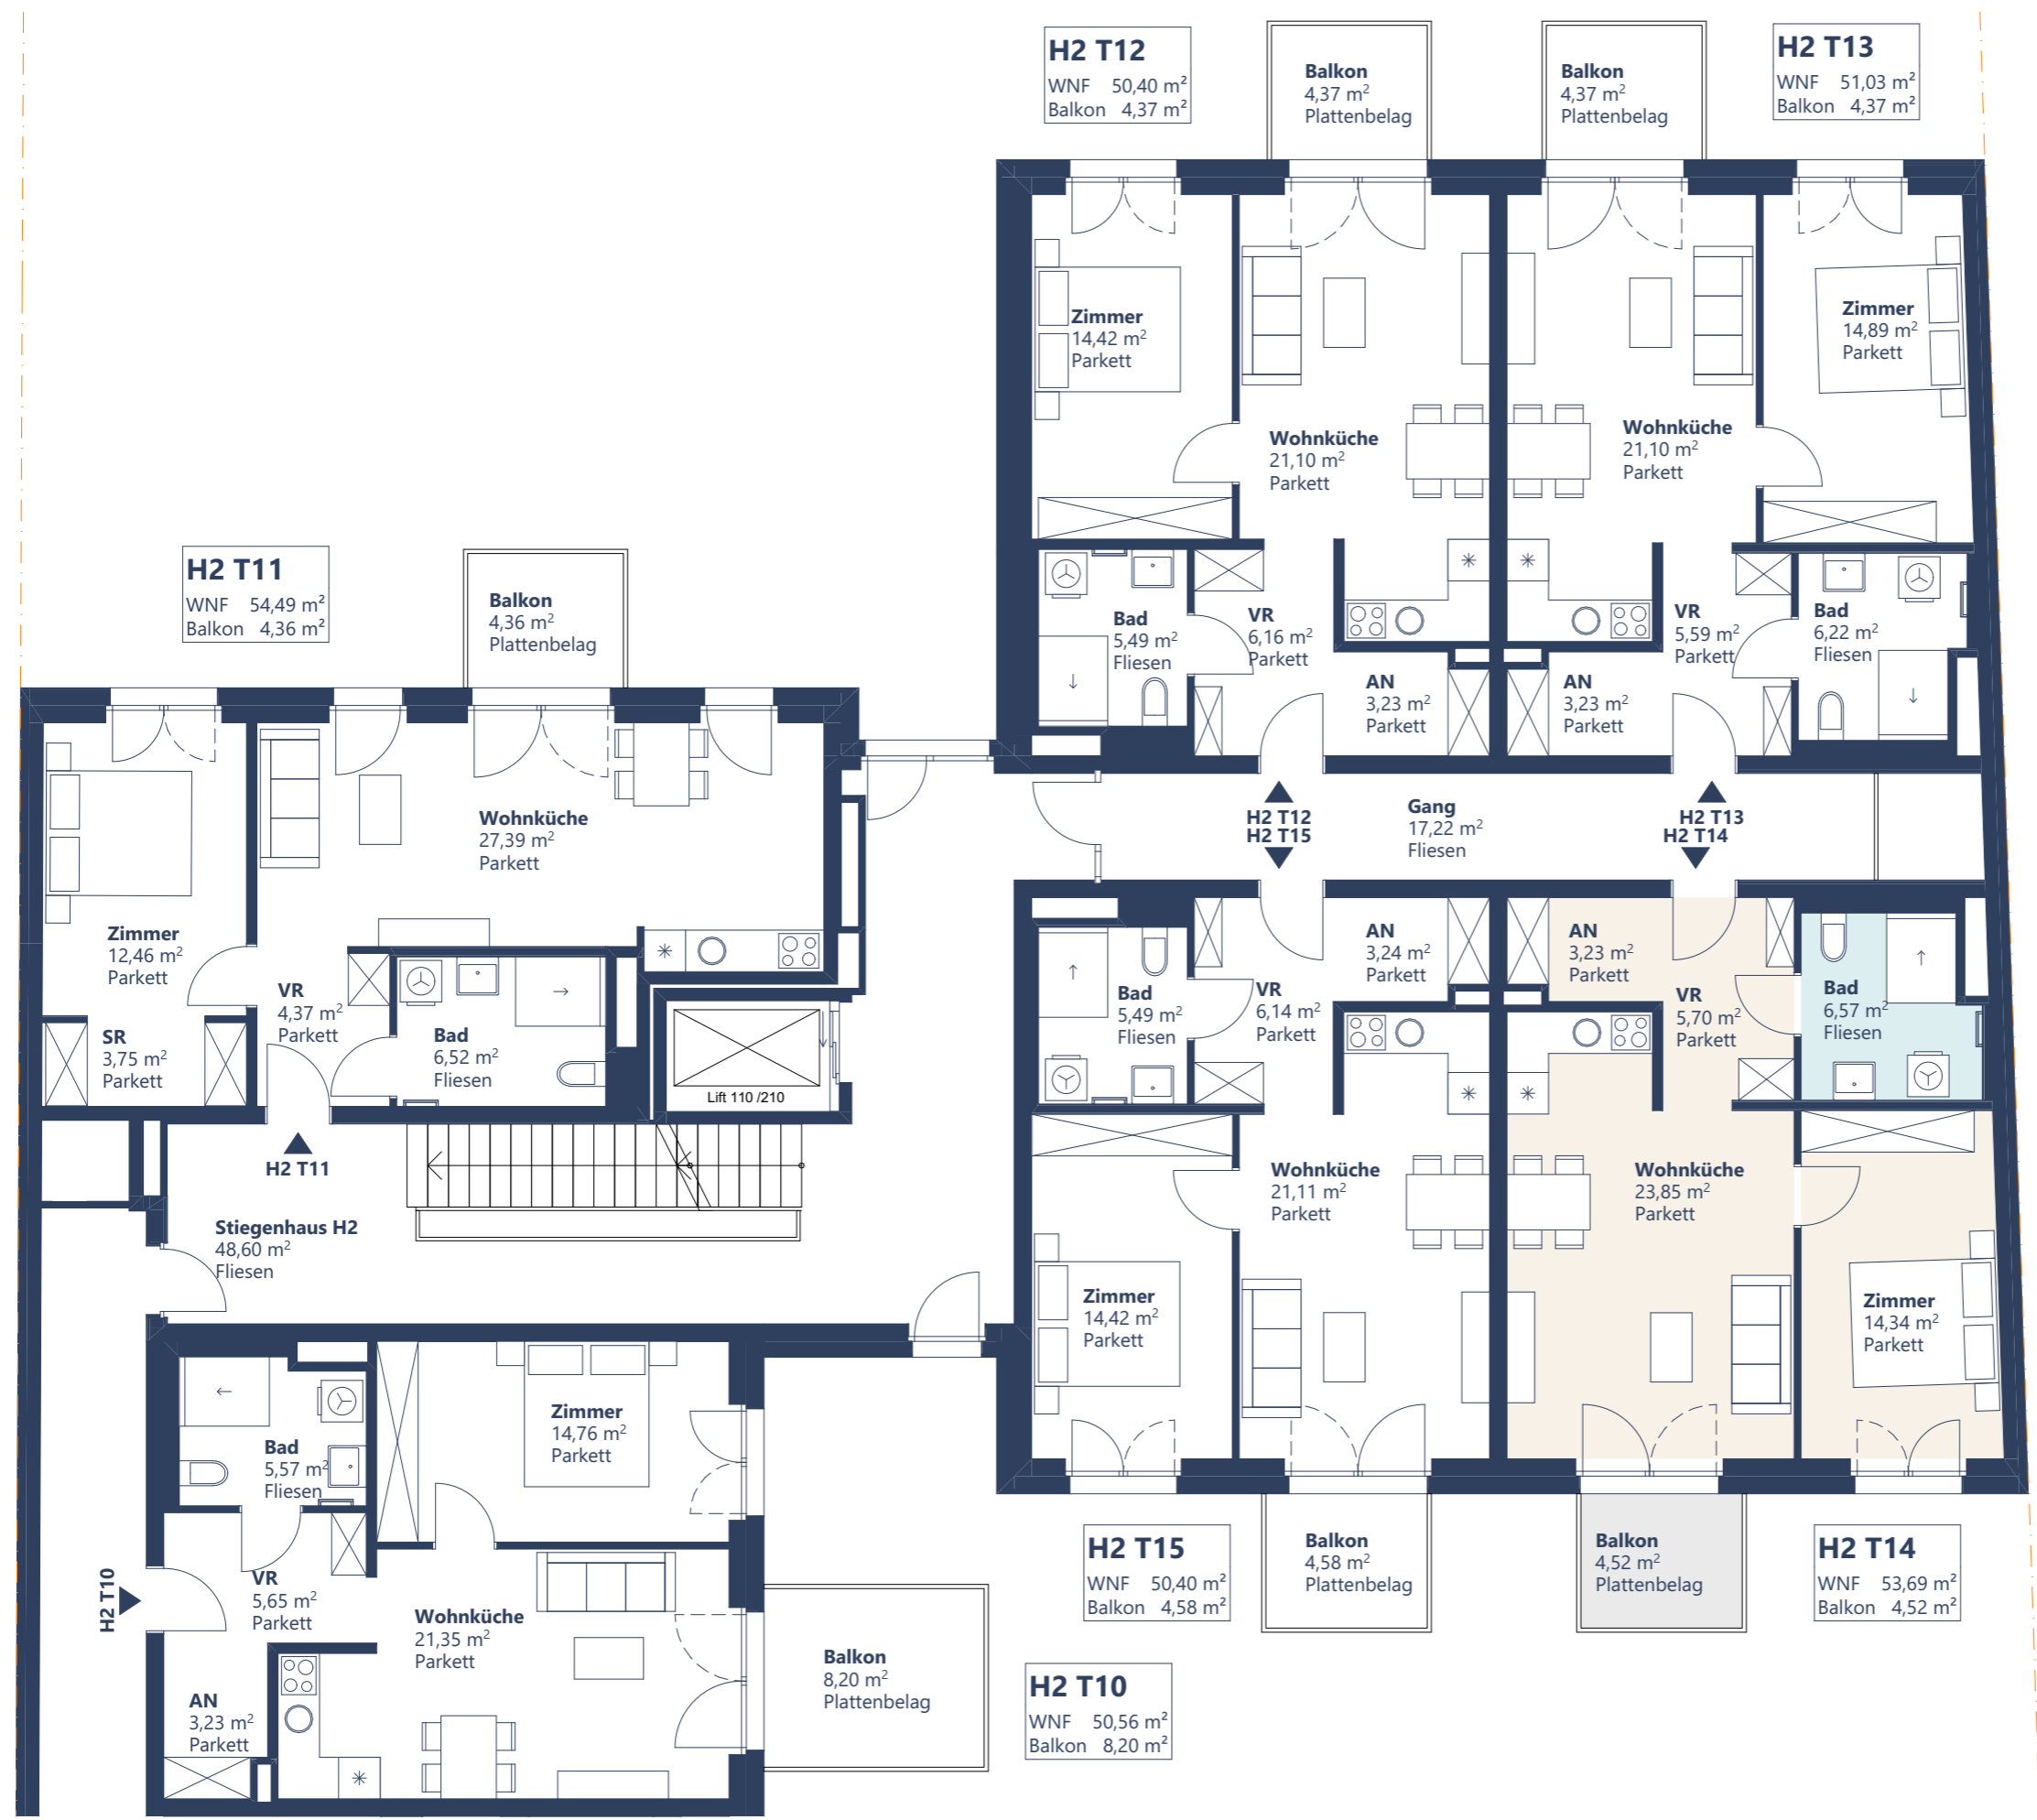 H2 T12
WNF 50,40 m²
Balkon 4,37 m²
Balkon
4,37 m²
Plattenbelag
Balkon
4,37 m²
Plattenbelag
H2 T13
WNF 51,03 m²
Balkon 4,37 m²
Zimmer
14,42 m²
Parkett
Wohnküche
21,10 m²
Parkett
Wohnküche
21,10 m²
Parkett
Zimmer
14,89 m²
Parkett
Bad
5,49 m²
Fliesen
VR
6,16 m²
Parkett
AN
3,23 m²
Parkett
AN
3,23 m²
Parkett
VR
5,59 m²
Parkett
Bad
6,22 m²
Fliesen
H2 T11
WNF 54,49 m²
Balkon 4,36 m²
Balkon
4,36 m²
Plattenbelag
Wohnküche
27,39 m²
Parkett
Zimmer
12,46 m²
Parkett
SR
3,75 m²
Parkett
VR
4,37 m²
Parkett
Bad
6,52 m²
Fliesen
Lift 110 /210
H2 T11
Stiegenhaus H2
48,60 m²
Fliesen
H2 T12
H2 T15
Gang
17,22 m²
Fliesen
H2 T13
H2 T14
Bad
5,49 m²
Fliesen
VR
6,14 m²
Parkett
AN
3,24 m²
Parkett
AN
3,23 m²
Parkett
VR
5,70 m²
Parkett
Bad
6,57 m²
Fliesen
Zimmer
14,42 m²
Parkett
Wohnküche
21,11 m²
Parkett
Wohnküche
23,85 m²
Parkett
Zimmer
14,34 m²
Parkett
H2 T15
WNF 50,40 m²
Balkon 4,58 m²
Balkon
4,58 m²
Plattenbelag
Balkon
4,52 m²
Plattenbelag
H2 T14
WNF 53,69 m²
Balkon 4,52 m²
Bad
5,57 m²
Fliesen
Zimmer
14,76 m²
Parkett
H2 T10
VR
5,65 m²
Parkett
Wohnküche
21,35 m²
Parkett
AN
3,23 m²
Parkett
Balkon
8,20 m²
Plattenbelag
H2 T10
WNF 50,56 m²
Balkon 8,20 m²